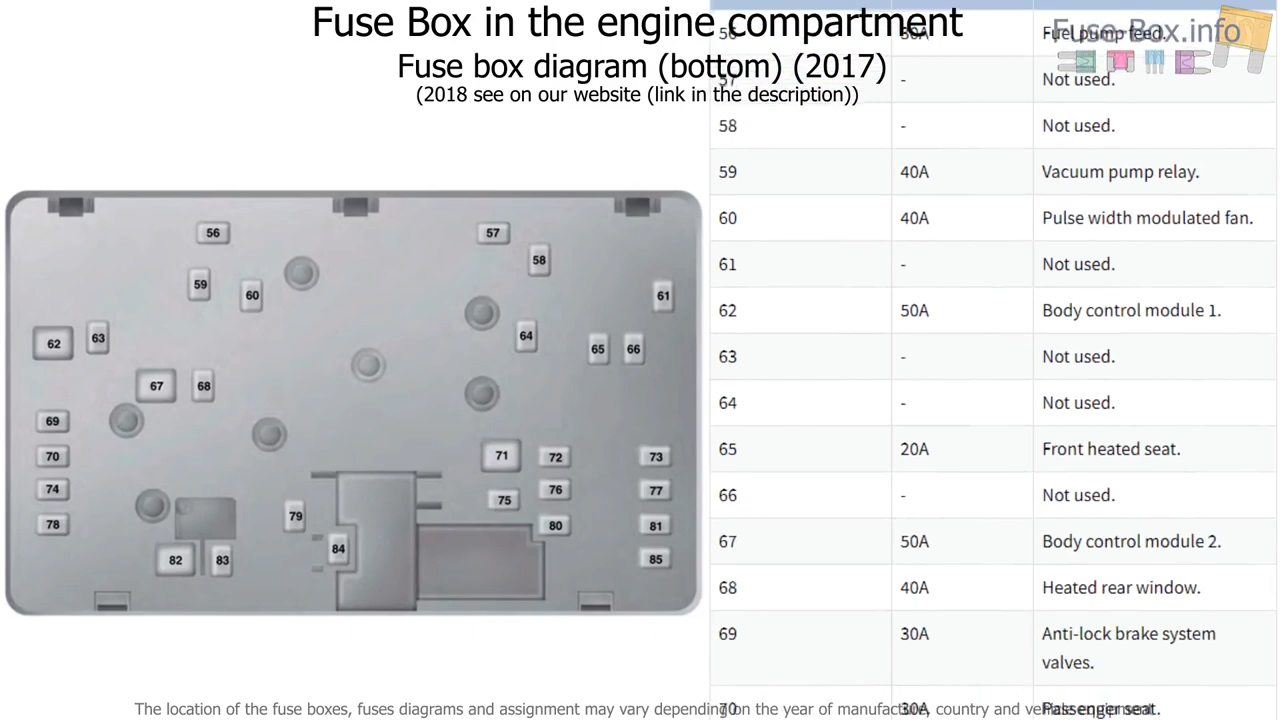 Fuse Box in the engine compartment
Fuse box diagram (bottom) (2017)
(2018 see on our website (link in the description))
Fuse-Box.info
56 30A Fuel pump feed.
57 - Not used.
58 - Not used.
59 40A Vacuum pump relay.
60 40A Pulse width modulated fan.
61 - Not used.
62 50A Body control module 1.
63 - Not used.
64 - Not used.
65 20A Front heated seat.
66 - Not used.
67 50A Body control module 2.
68 40A Heated rear window.
69 30A Anti-lock brake system
valves.
70 30A Passenger seat.
56 57
58
59 60 61
62 63 64 65 66
67 68
69
70 71 72 73
74 75 76 77
78 79 80 81
82 83 84 85
The location of the fuse boxes, fuses diagrams and assignment may vary depending on the year of manufacture, country and vehicle equipment.